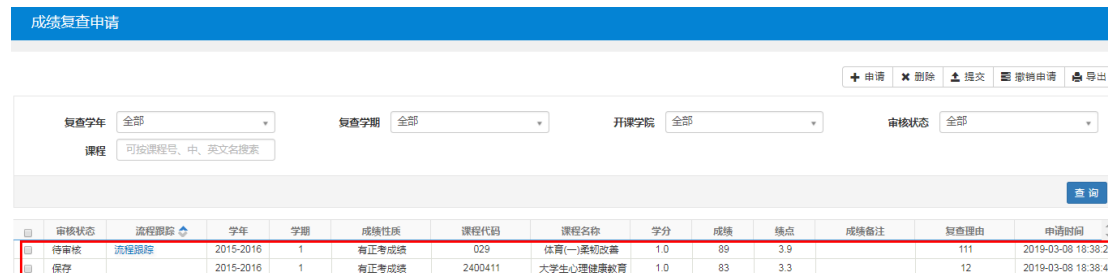 成绩复查申请
申请 删除 提交 撤销申请 导出
复查学年 全部 复查学期 全部 开课学院 全部 审核状态 全部
课程 可按课程号、中、英文名搜索
查询
审核状态 流程跟踪 学年 学期 成绩性质 课程代码 课程名称 学分 成绩 绩点 成绩备注 复查理由 申请时间
待审核 流程跟踪 2015-2016 1 有正考成绩 029 体育(一)柔韧改善 1.0 89 3.9 111 2019-03-08 18:38:2
保存 2015-2016 1 有正考成绩 2400411 大学生心理健康教育 1.0 83 3.3 12 2019-03-08 18:38:4